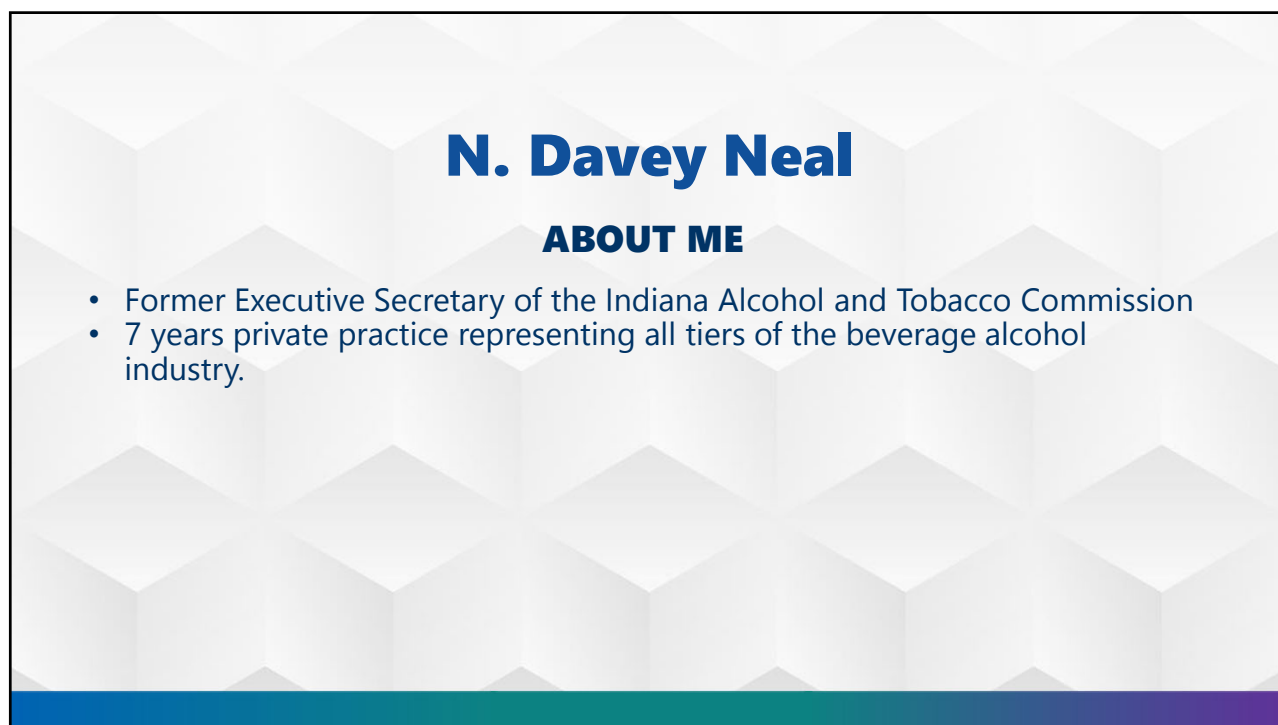 N. Davey Neal
ABOUT ME
• Former Executive Secretary of the Indiana Alcohol and Tobacco Commission
• 7 years private practice representing all tiers of the beverage alcohol
industry.